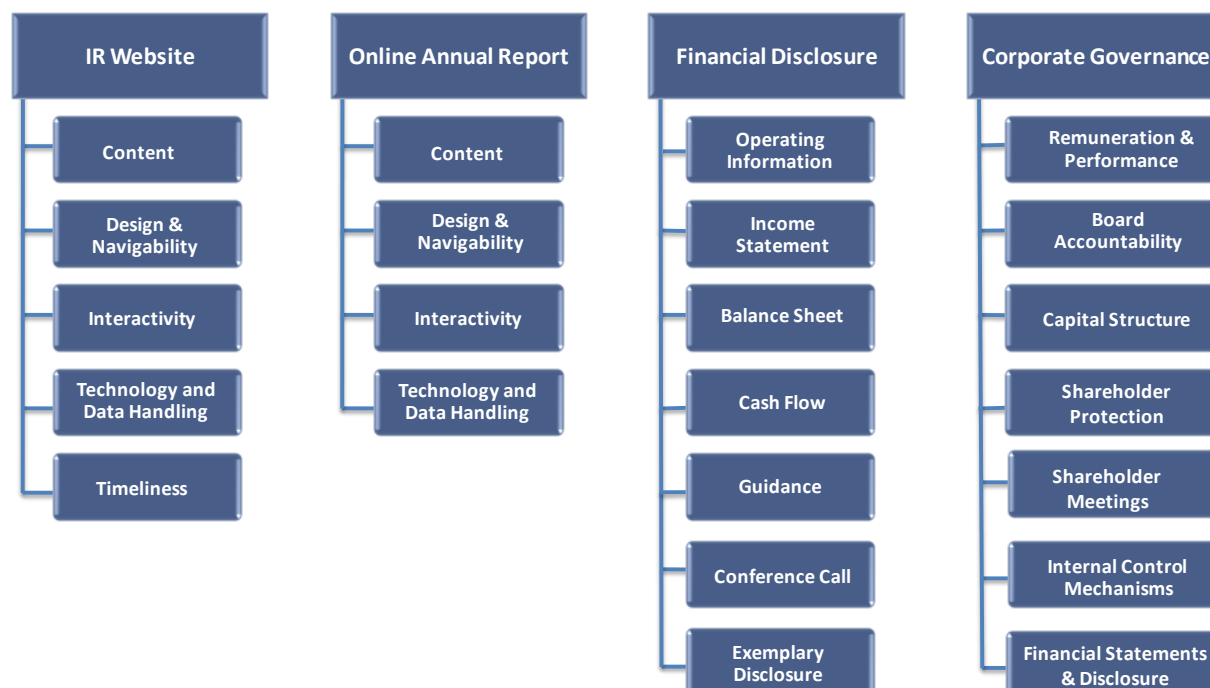 IR Website
Content
Design &
Navigability
Interactivity
Technology and
Data Handling
Timeliness
Online Annual Report
Content
Design &
Navigability
Interactivity
Technology and
Data Handling
Financial Disclosure
Operating
Information
Income
Statement
Balance Sheet
Cash Flow
Guidance
Conference Call
Exemplary
Disclosure
Corporate Governance
Remuneration &
Performance
Board
Accountability
Capital Structure
Shareholder
Protection
Shareholder
Meetings
Internal Control
Mechanisms
Financial Statements
& Disclosure